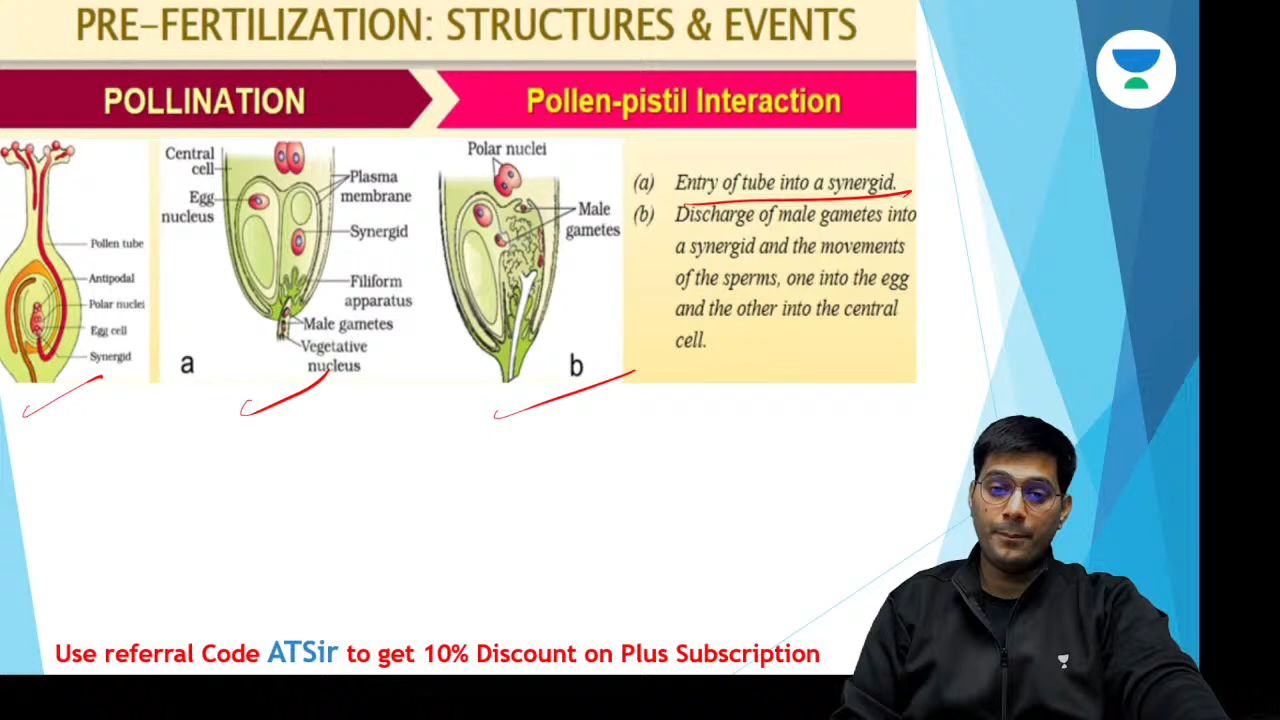 PRE-FERTILIZATION: STRUCTURES & EVENTS
POLLINATION
Pollen-pistil Interaction
Pollen tube
Antipodal
Polar nuclei
Egg cell
Synergid
Central
cell
Egg
nucleus
Plasma
membrane
Synergid
Filiform
apparatus
Male gametes
Vegetative
nucleus
a
Polar nuclei
Male
gametes
b
(a) Entry of tube into a synergid.
(b) Discharge of male gametes into
a synergid and the movements
of the sperms, one into the egg
and the other into the central
cell.
Use referral Code ATSir to get 10% Discount on Plus Subscription